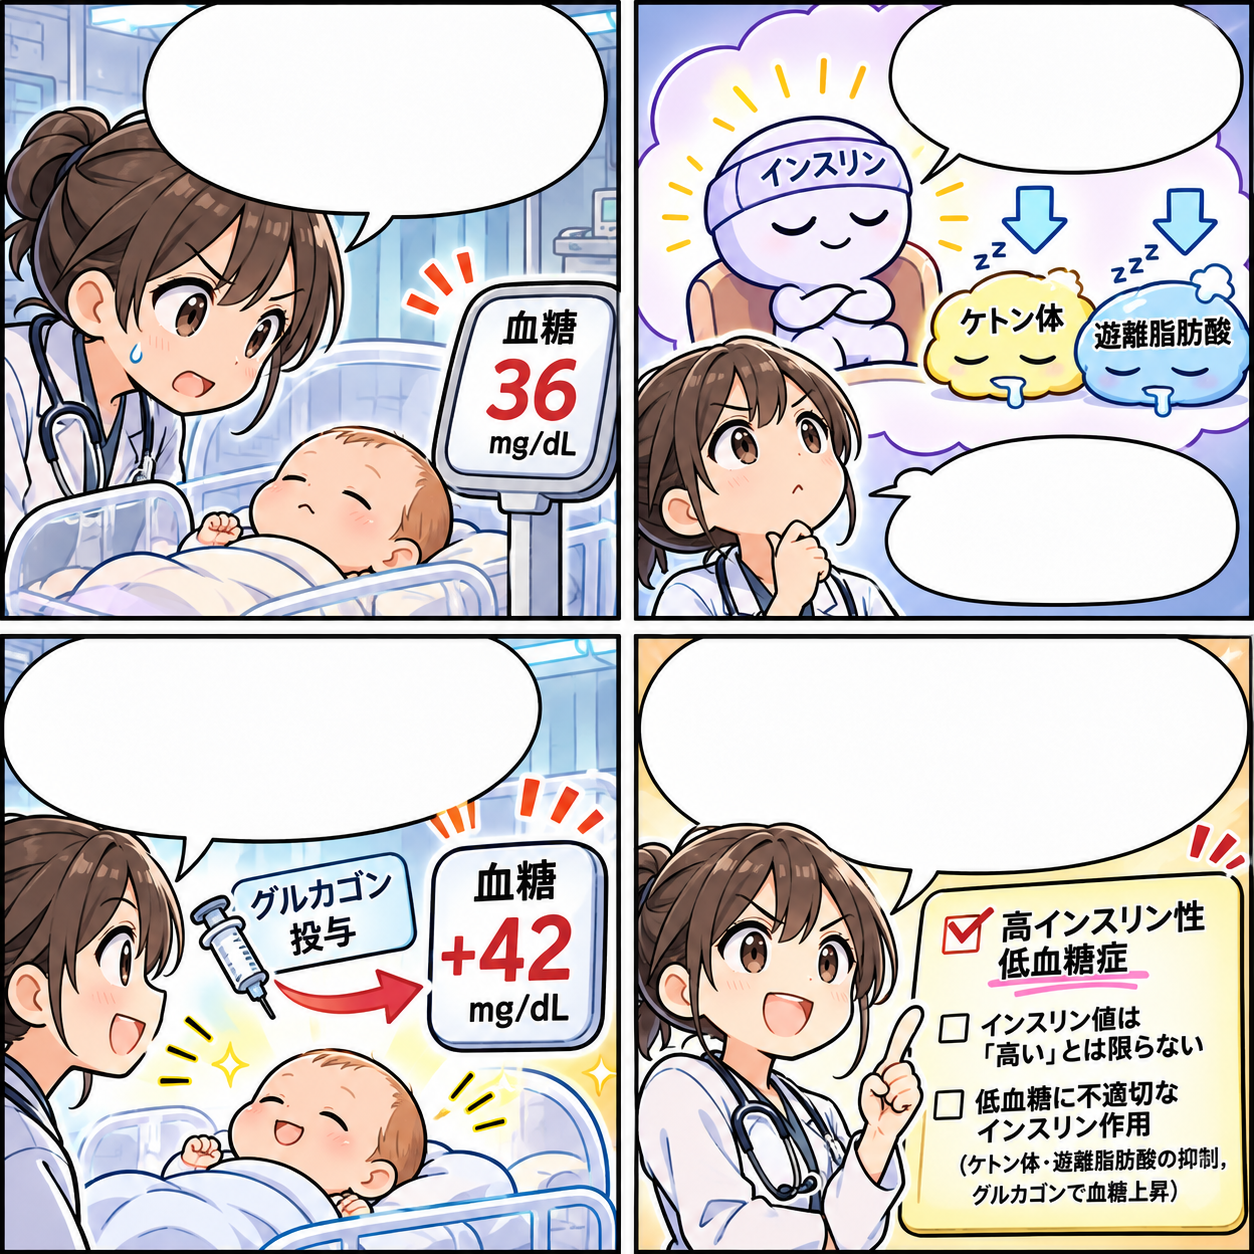 血糖
36
mg/dL
インスリン
zzz
ケトン体
zzz
遊離脂肪酸
グルカゴン
投与
血糖
+42
mg/dL
高インスリン性
低血糖症
インスリン値は
「高い」とは限らない
低血糖に不適切な
インスリン作用
(ケトン体・遊離脂肪酸の抑制,
グルカゴンで血糖上昇)